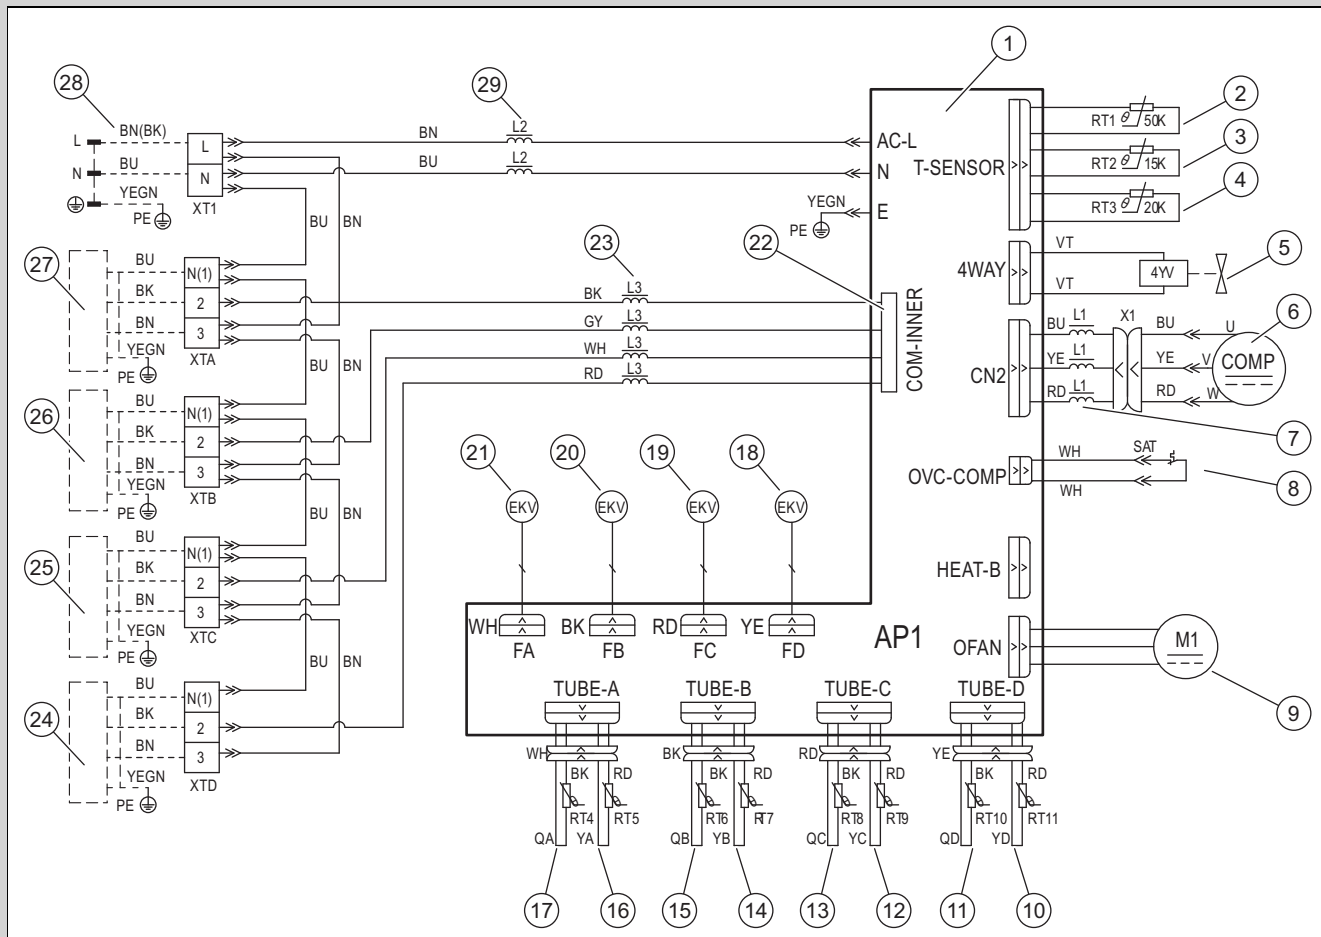 1
28
29
2
BN(BK)
BN
L2
L
L
AC-L
RT1 θ 50K
BU
BU
L2
3
N
N
N
T-SENSOR
RT2 θ 15K
YEGN
4
PE
XT1
YEGN
E
RT3 θ 20K
PE
BU
BN
23
22
VT
27
BU
N(1)
4WAY
4YV
5
BK
2
BK
L3
VT
BN
3
GY
L3
BU
L1
X1
BU
U
6
YEGN
XTA
WH
L3
COM-INNER
YE
L1
YE
V
COMP
PE
BU
BN
RD
L3
CN2
RD
L1
RD
W
26
BU
N(1)
7
BK
2
21
20
19
18
WH
SAT
BN
3
OVC-COMP
8
YEGN
XTB
EKV
EKV
EKV
EKV
WH
PE
BU
BN
25
BU
N(1)
BK
2
HEAT-B
BN
3
YEGN
XTC
WH
BK
RD
YE
AP1
OFAN
M1
PE
FA
FB
FC
FD
BU
BN
24
BU
N(1)
TUBE-A
TUBE-B
TUBE-C
TUBE-D
9
BK
2
BN
3
WH
BK
RD
YE
YEGN
XTD
BK
RD
BK
RD
BK
RD
BK
RD
PE
RT4
RT5
RT6
RT7
RT8
RT9
RT10
RT11
QA
YA
QB
YB
QC
YC
QD
YD
17
16
15
14
13
12
11
10